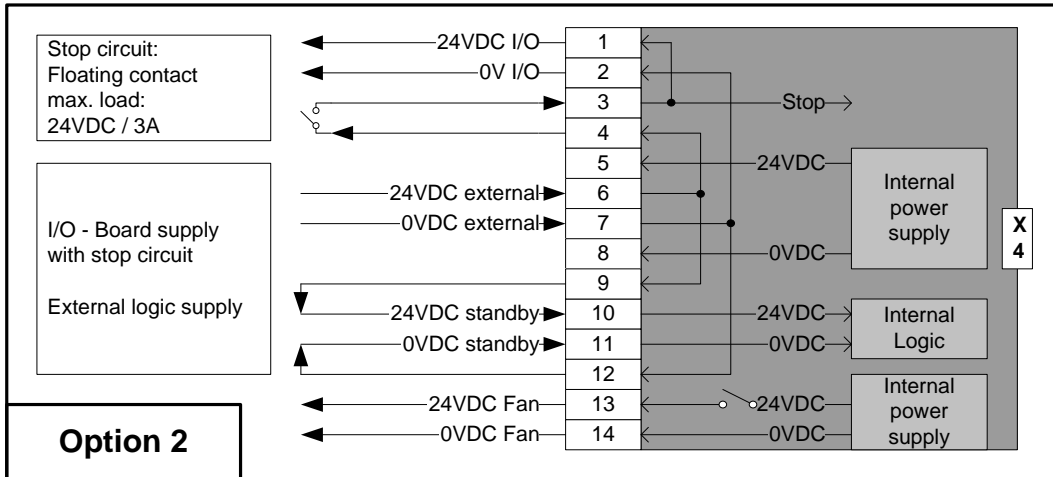 Stop circuit:
Floating contact
max. load:
24VDC / 3A
I/O - Board supply
with stop circuit
External logic supply
Option 2
24VDC I/O 1
0V I/O 2
3 Stop
4
5 24VDC
24VDC external 6
0VDC external 7
8 0VDC
9
24VDC standby 10 24VDC
0VDC standby 11 0VDC
12
24VDC Fan 13 24VDC
0VDC Fan 14 0VDC
Internal
power
supply
Internal
Logic
Internal
power
supply
X
4